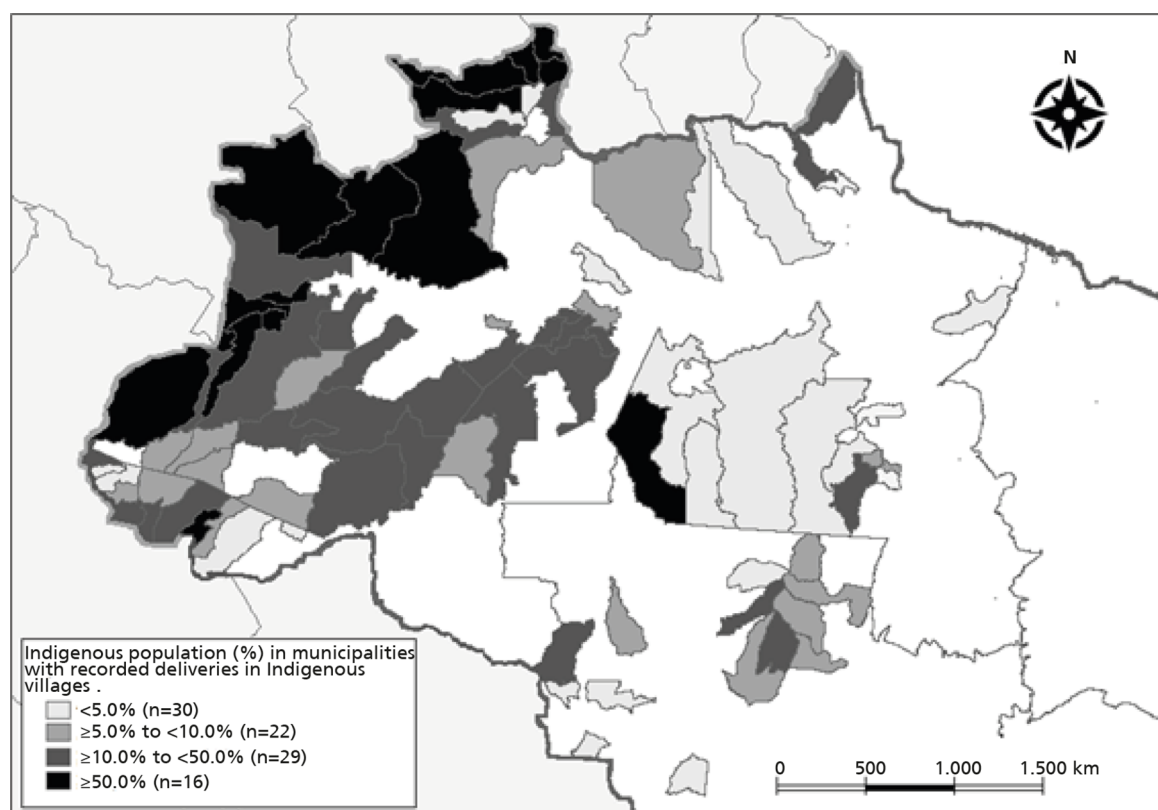 N
Indigenous population (%) in municipalities
with recorded deliveries in Indigenous
villages .
<5.0% (n=30)
≥5.0% to <10.0% (n=22)
≥10.0% to <50.0% (n=29)
≥50.0% (n=16)
0 500 1.000 1.500 km